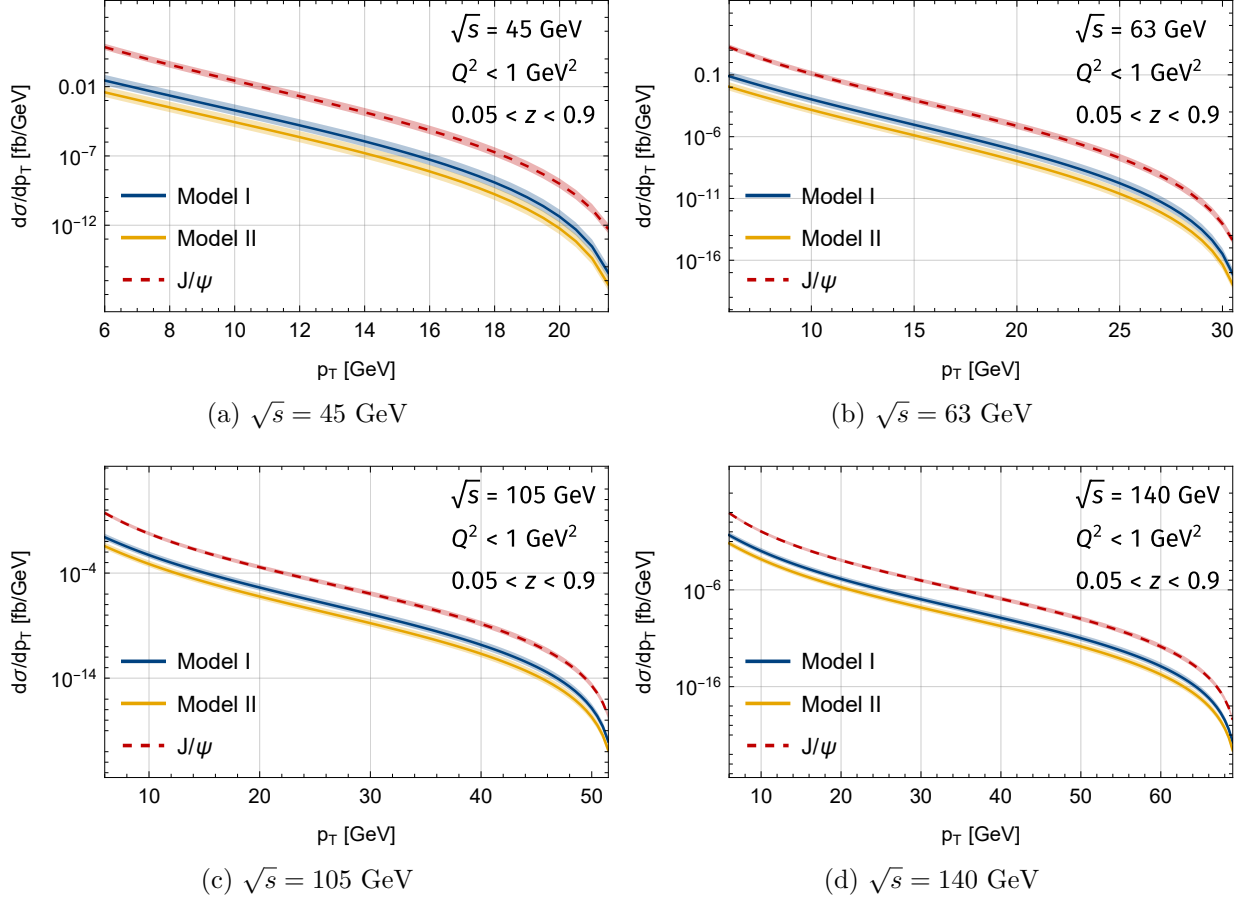 √s = 45 GeV
Q² < 1 GeV²
0.05 < z < 0.9
dσ/dp_T [fb/GeV]
0.01
10⁻⁷
10⁻¹²
Model I
Model II
J/ψ
6 8 10 12 14 16 18 20
p_T [GeV]
(a) √s = 45 GeV
√s = 63 GeV
Q² < 1 GeV²
0.05 < z < 0.9
dσ/dp_T [fb/GeV]
0.1
10⁻⁶
10⁻¹¹
10⁻¹⁶
Model I
Model II
J/ψ
10 15 20 25 30
p_T [GeV]
(b) √s = 63 GeV
√s = 105 GeV
Q² < 1 GeV²
0.05 < z < 0.9
dσ/dp_T [fb/GeV]
10⁻⁴
10⁻¹⁴
Model I
Model II
J/ψ
10 20 30 40 50
p_T [GeV]
(c) √s = 105 GeV
√s = 140 GeV
Q² < 1 GeV²
0.05 < z < 0.9
dσ/dp_T [fb/GeV]
10⁻⁶
10⁻¹⁶
Model I
Model II
J/ψ
10 20 30 40 50 60
p_T [GeV]
(d) √s = 140 GeV